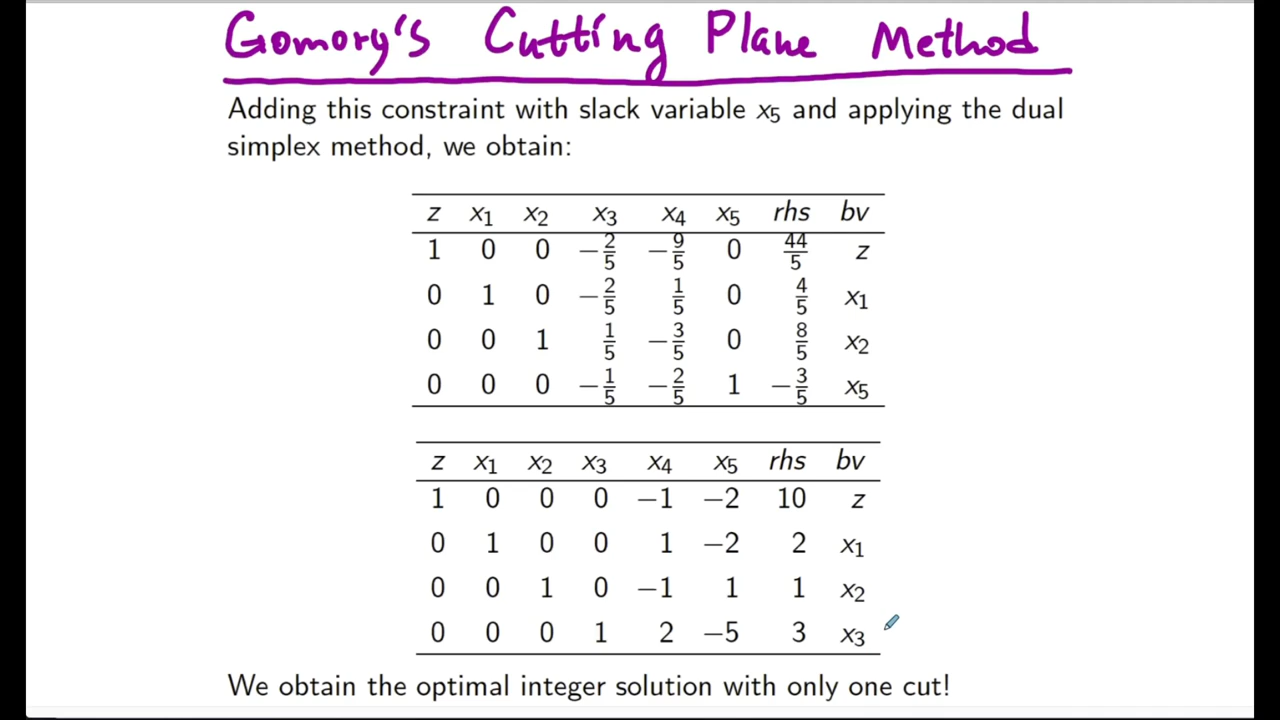 Gomory's Cutting Plane Method
Adding this constraint with slack variable x₅ and applying the dual
simplex method, we obtain:
z x₁ x₂ x₃ x₄ x₅ rhs bv
1 0 0 −2/5 −9/5 0 44/5 z
0 1 0 −2/5 1/5 0 4/5 x₁
0 0 1 1/5 −3/5 0 8/5 x₂
0 0 0 −1/5 −2/5 1 −3/5 x₅
z x₁ x₂ x₃ x₄ x₅ rhs bv
1 0 0 0 −1 −2 10 z
0 1 0 0 1 −2 2 x₁
0 0 1 0 −1 1 1 x₂
0 0 0 1 2 −5 3 x₃
We obtain the optimal integer solution with only one cut!